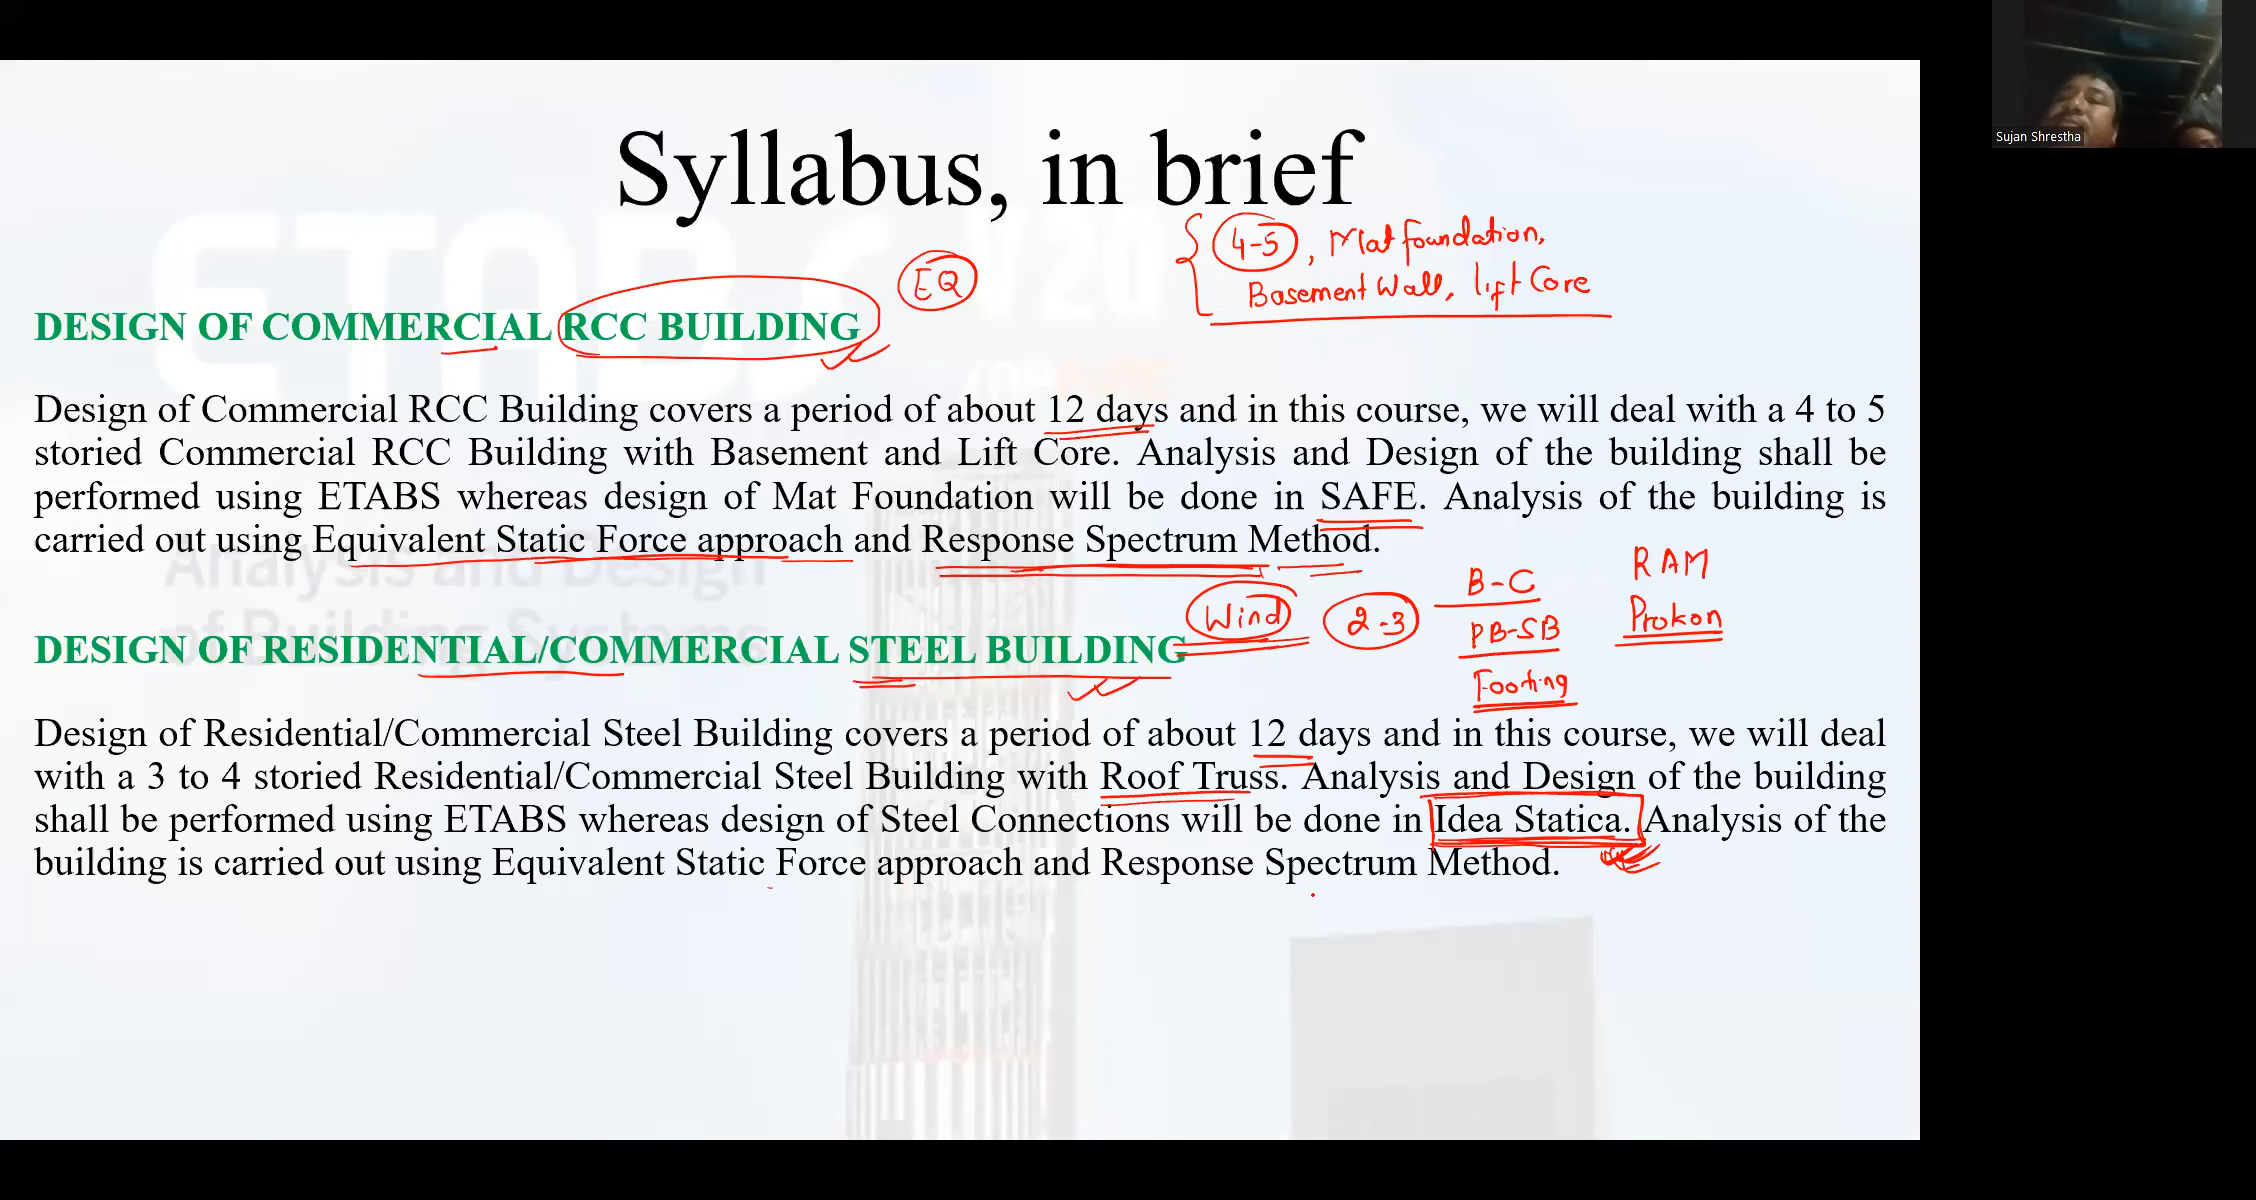 Syllabus, in brief
4-5, Mat foundation,
Basement Wall, lift Core
EQ
DESIGN OF COMMERCIAL RCC BUILDING
Design of Commercial RCC Building covers a period of about 12 days and in this course, we will deal with a 4 to 5
storied Commercial RCC Building with Basement and Lift Core. Analysis and Design of the building shall be
performed using ETABS whereas design of Mat Foundation will be done in SAFE. Analysis of the building is
carried out using Equivalent Static Force approach and Response Spectrum Method.
Wind
2-3
B-C
PB-SB
Footing
RAM
Prokon
DESIGN OF RESIDENTIAL/COMMERCIAL STEEL BUILDING
Design of Residential/Commercial Steel Building covers a period of about 12 days and in this course, we will deal
with a 3 to 4 storied Residential/Commercial Steel Building with Roof Truss. Analysis and Design of the building
shall be performed using ETABS whereas design of Steel Connections will be done in Idea Statica. Analysis of the
building is carried out using Equivalent Static Force approach and Response Spectrum Method.
ETABS
Analysis and Design
of Building Systems
Sujan Shrestha